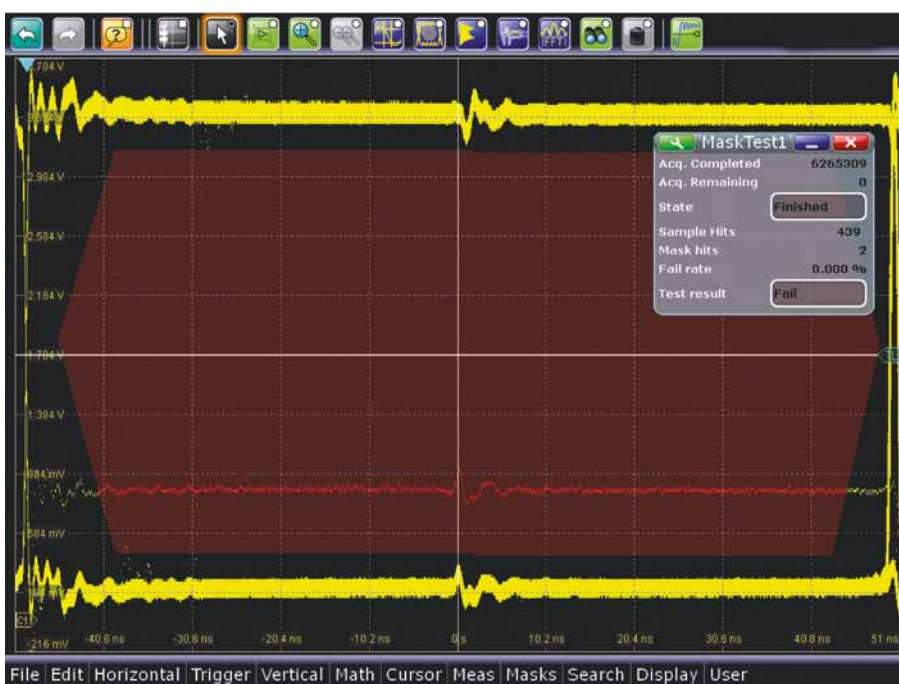 FFT
N
3.784 V
MaskTest1
Acq. Completed 6265309
Acq. Remaining 0
State Finished
Sample Hits 439
Mask hits 2
Fail rate 0.000 %
Test result Fail
2.984 V
2.584 V
2.184 V
1.784 V
TL
1.384 V
984 mV
584 mV
C1
-216 mV
-40.8 ns -30.6 ns -20.4 ns -10.2 ns 0 s 10.2 ns 20.4 ns 30.6 ns 40.8 ns 51 ns
File Edit Horizontal Trigger Vertical Math Cursor Meas Masks Search Display User